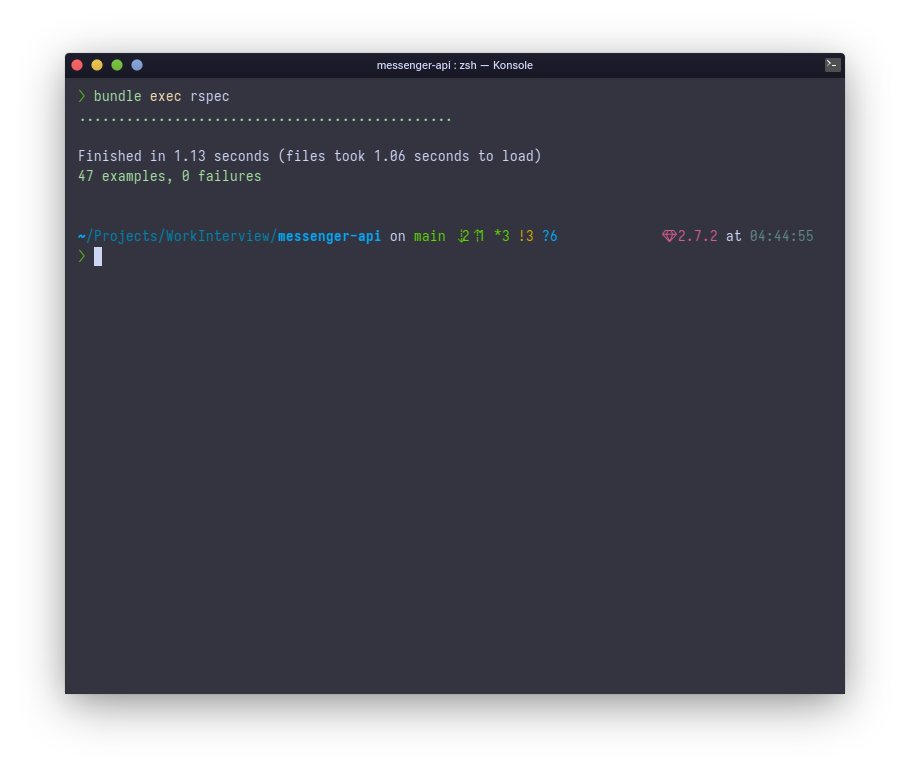 messenger-api : zsh — Konsole
❯ bundle exec rspec
...............................................
Finished in 1.13 seconds (files took 1.06 seconds to load)
47 examples, 0 failures
~/Projects/WorkInterview/messenger-api on main ⇣2 ⇡1 *3 !3 ?6 2.7.2 at 04:44:55
❯